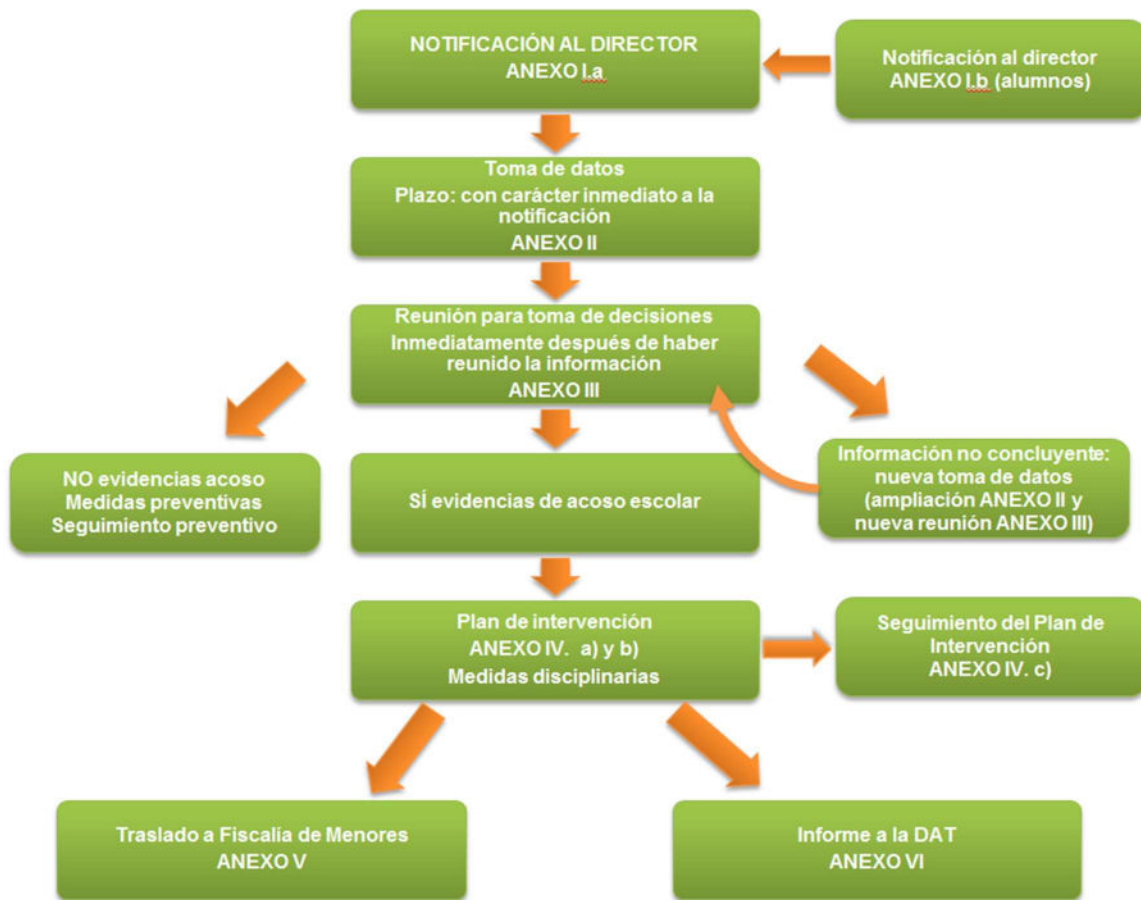 NOTIFICACIÓN AL DIRECTOR
ANEXO I.a
Notificación al director
ANEXO I.b (alumnos)
Toma de datos
Plazo: con carácter inmediato a la
notificación
ANEXO II
Reunión para toma de decisiones
Inmediatamente después de haber
reunido la información
ANEXO III
NO evidencias acoso
Medidas preventivas
Seguimiento preventivo
SÍ evidencias de acoso escolar
Información no concluyente:
nueva toma de datos
(ampliación ANEXO II y
nueva reunión ANEXO III)
Plan de intervención
ANEXO IV. a) y b)
Medidas disciplinarias
Seguimiento del Plan de
Intervención
ANEXO IV. c)
Traslado a Fiscalía de Menores
ANEXO V
Informe a la DAT
ANEXO VI